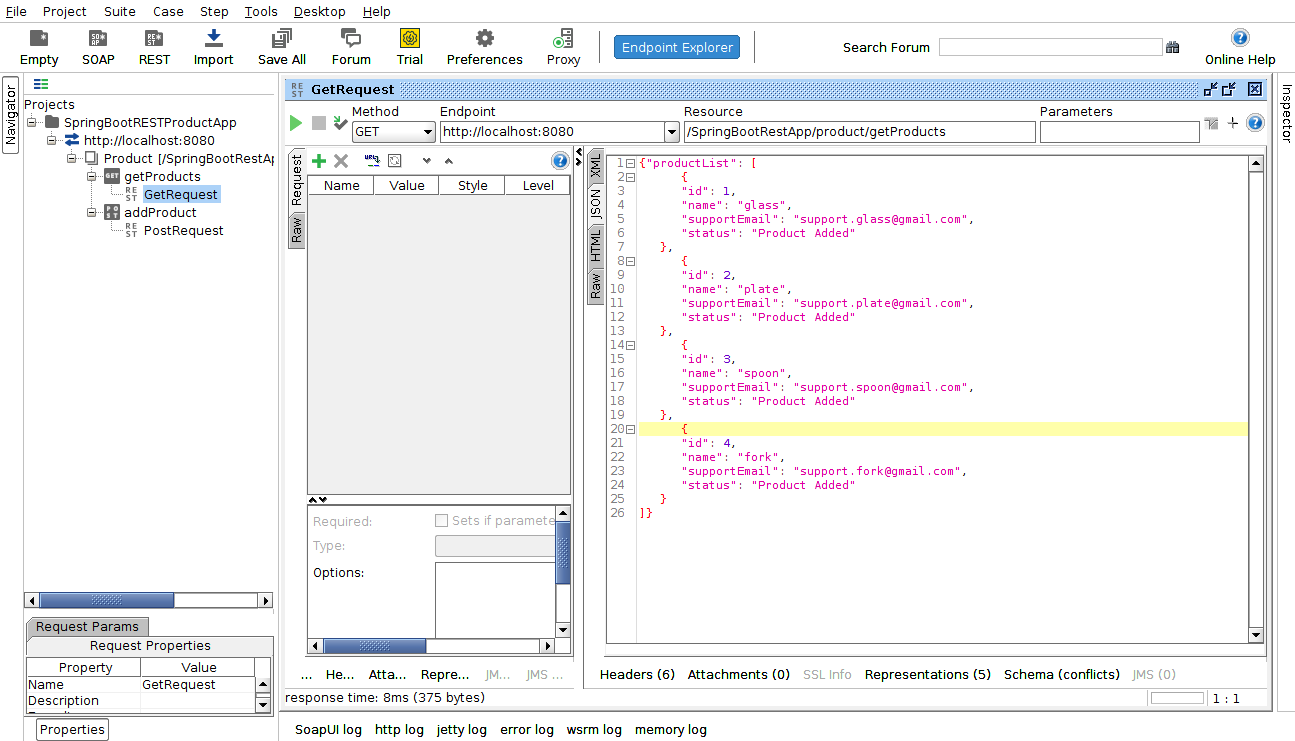 File Project Suite Case Step Tools Desktop Help
Empty SOAP REST Import Save All Forum Trial Preferences Proxy Endpoint Explorer Search Forum Online Help
Navigator
Projects
SpringBootRESTProductApp
http://localhost:8080
Product [/SpringBootRestAp
getProducts
GetRequest
addProduct
PostRequest
Request Params
Request Properties
Property Value
Name GetRequest
Description
Properties
GetRequest
Method Endpoint Resource Parameters
GET http://localhost:8080 /SpringBootRestApp/product/getProducts
Request
Raw
Name Value Style Level
Required: Sets if paramete
Type:
Options:
... He... Atta... Repre... JM... JMS ...
XML
JSON
HTML
Raw
1 {"productList": [
2 {
3 "id": 1,
4 "name": "glass",
5 "supportEmail": "support.glass@gmail.com",
6 "status": "Product Added"
7 },
8 {
9 "id": 2,
10 "name": "plate",
11 "supportEmail": "support.plate@gmail.com",
12 "status": "Product Added"
13 },
14 {
15 "id": 3,
16 "name": "spoon",
17 "supportEmail": "support.spoon@gmail.com",
18 "status": "Product Added"
19 },
20 {
21 "id": 4,
22 "name": "fork",
23 "supportEmail": "support.fork@gmail.com",
24 "status": "Product Added"
25 }
26 ]}
Headers (6) Attachments (0) SSL Info Representations (5) Schema (conflicts) JMS (0)
response time: 8ms (375 bytes)
1 : 1
SoapUI log http log jetty log error log wsrm log memory log
Inspector